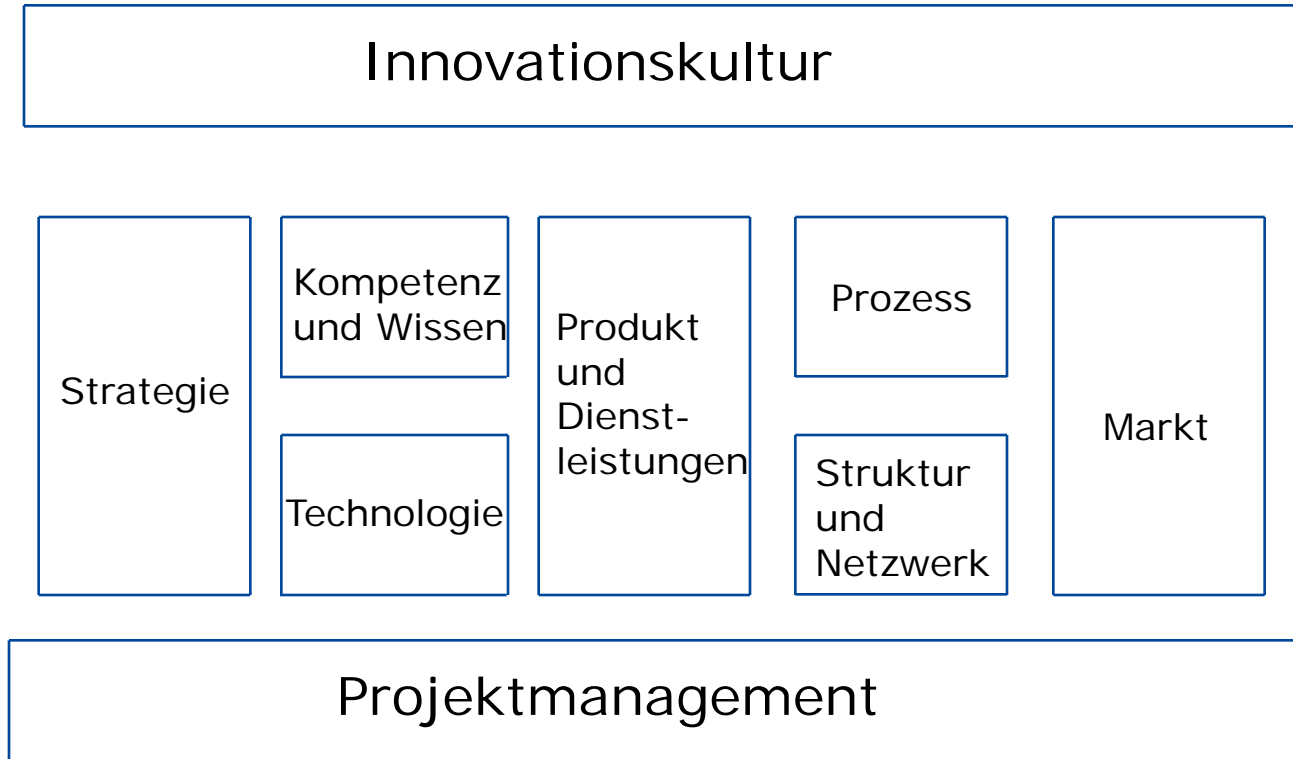 Innovationskultur
Strategie
Kompetenz
und Wissen
Technologie
Produkt
und
Dienst-
leistungen
Prozess
Struktur
und
Netzwerk
Markt
Projektmanagement